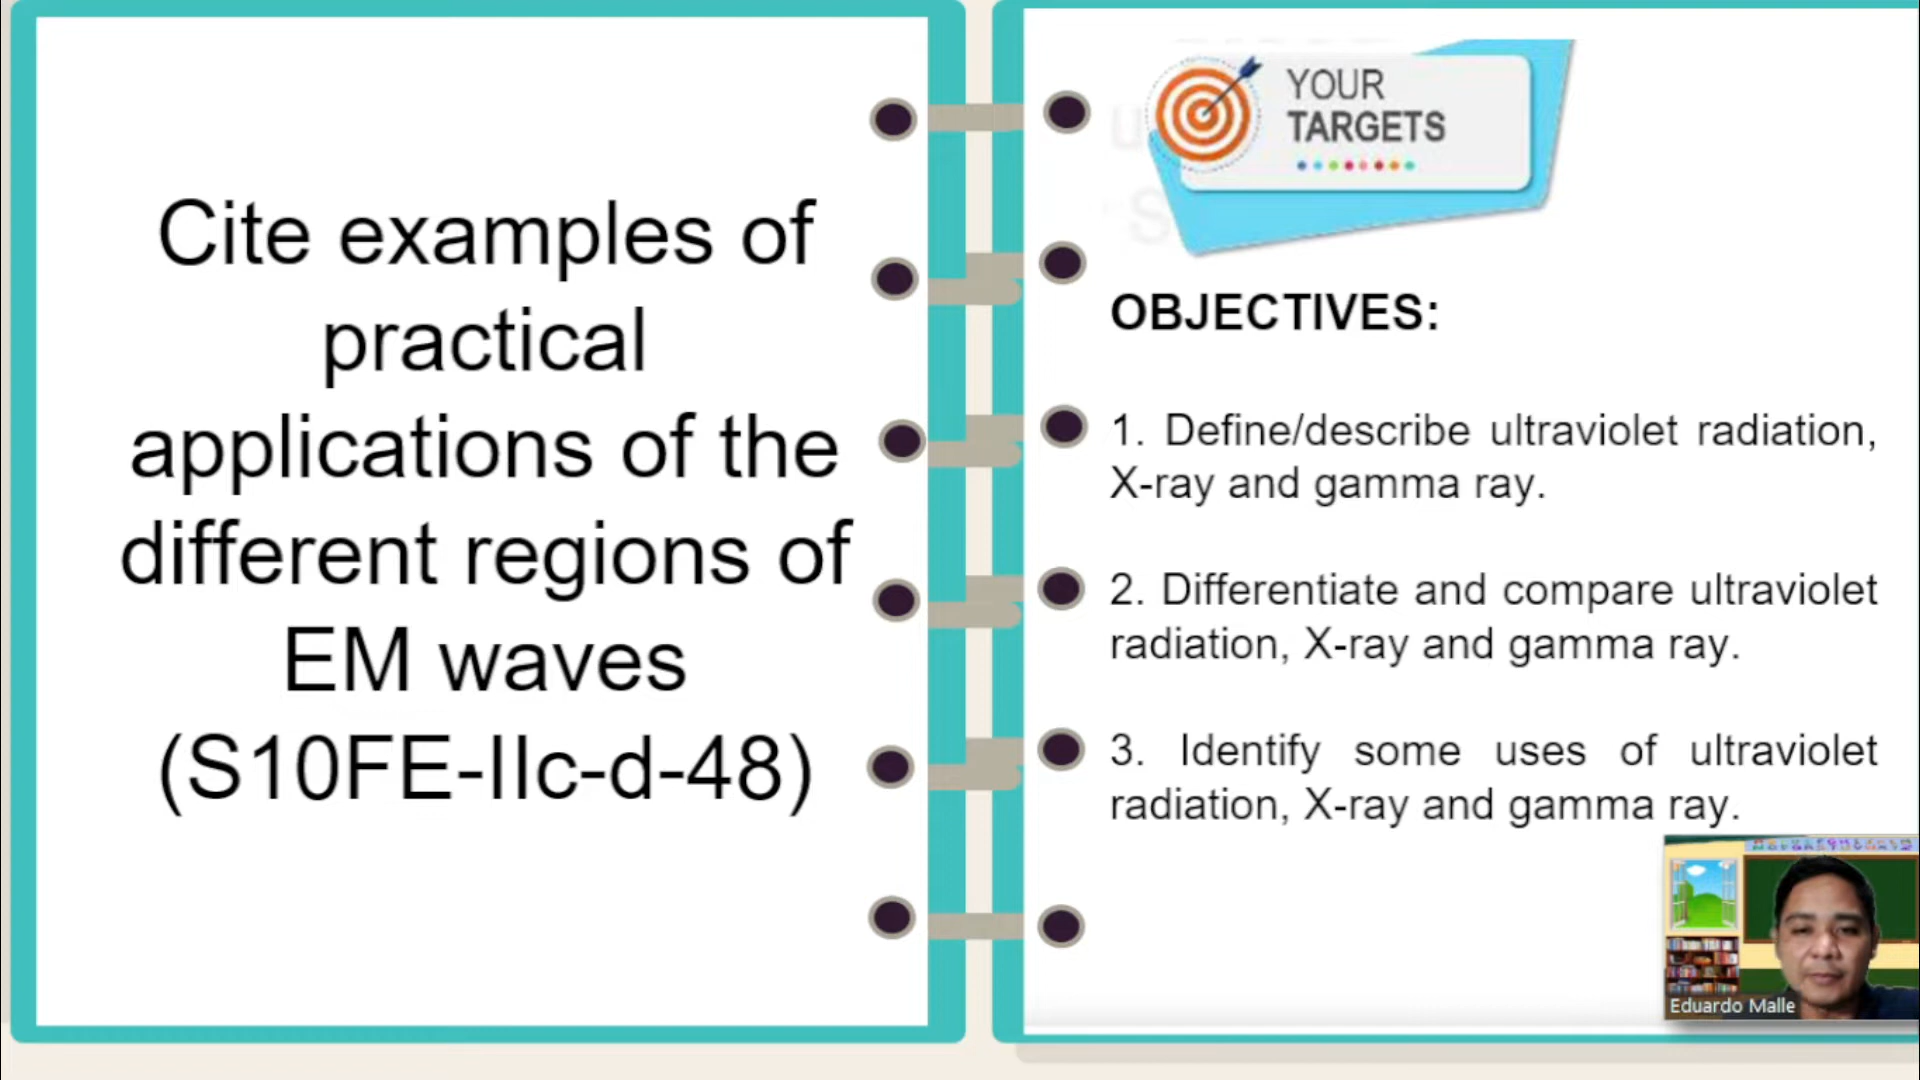 Cite examples of
practical
applications of the
different regions of
EM waves
(S10FE-IIc-d-48)
YOUR
TARGETS
OBJECTIVES:
1. Define/describe ultraviolet radiation,
X-ray and gamma ray.
2. Differentiate and compare ultraviolet
radiation, X-ray and gamma ray.
3. Identify some uses of ultraviolet
radiation, X-ray and gamma ray.
Eduardo Malle